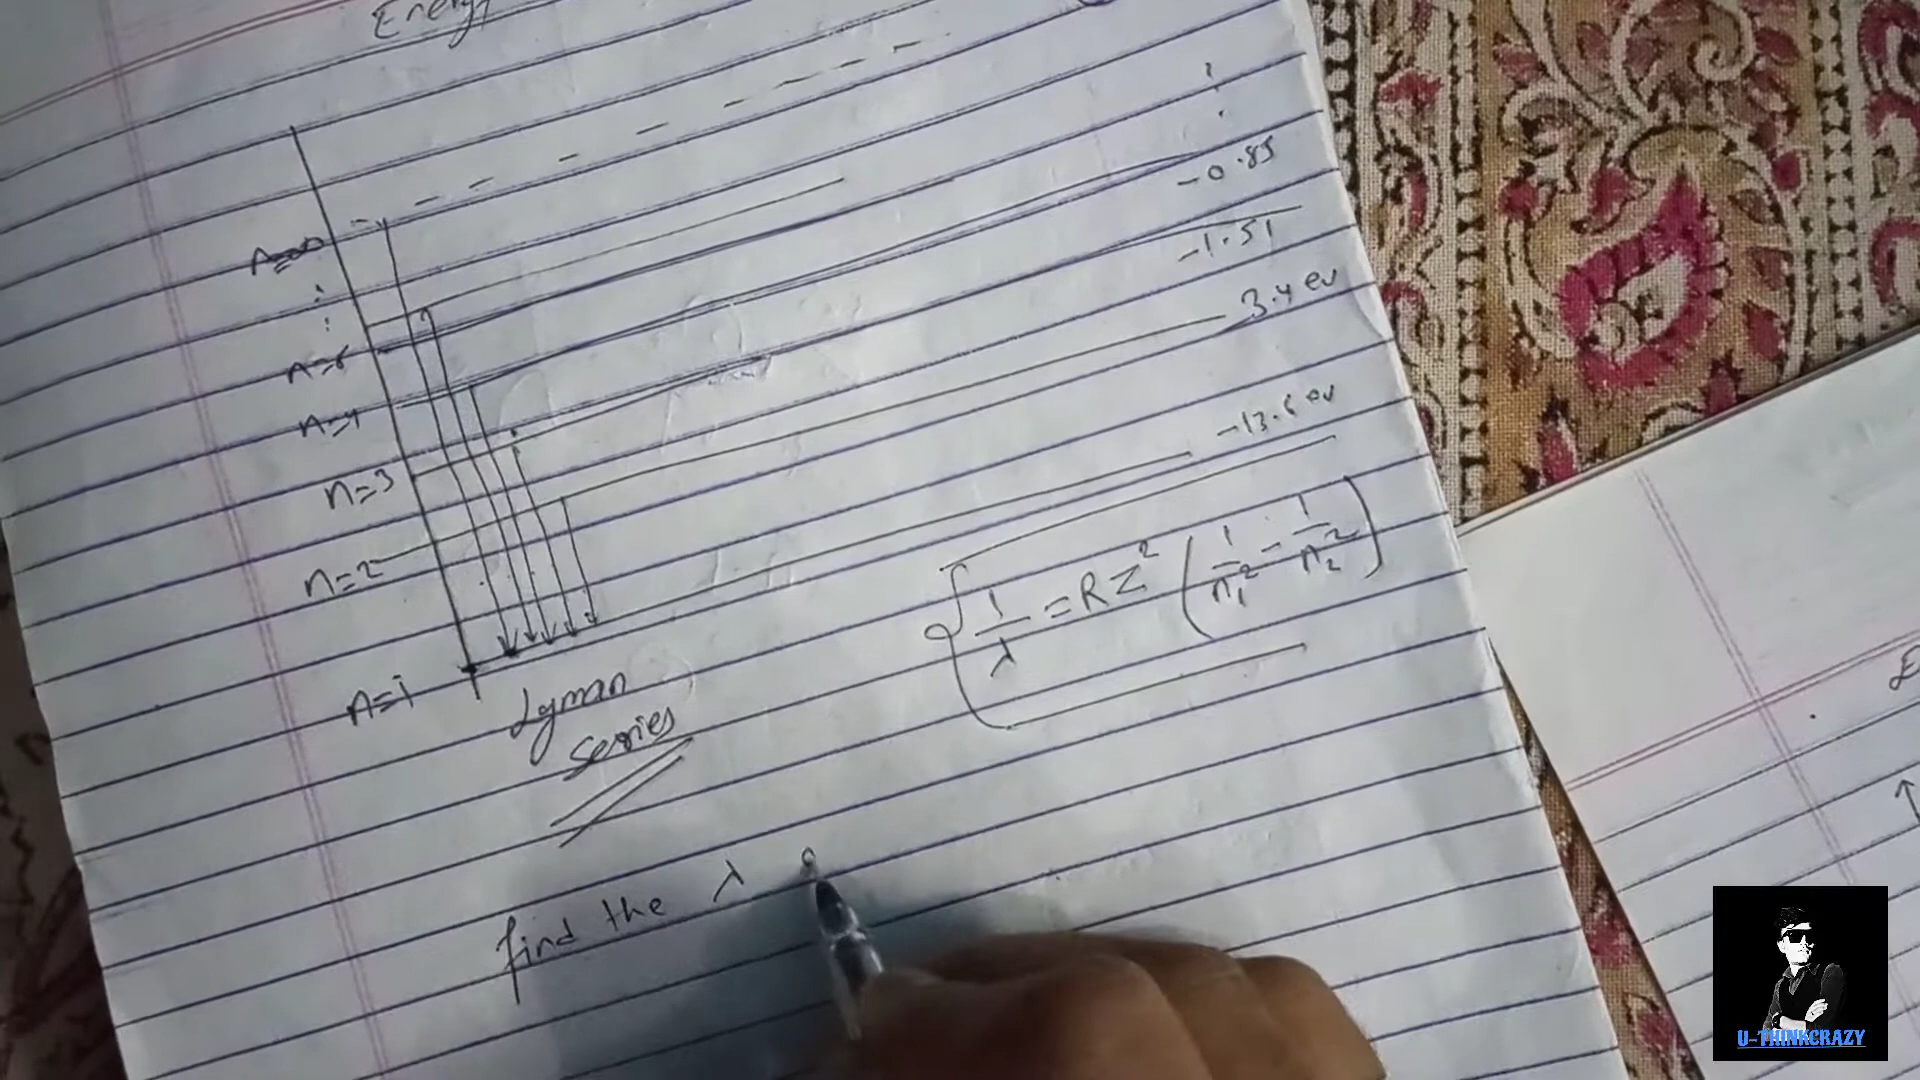 Energy
-0.85
-1.51
3.4 ev
-13.6 ev
n=∞
n=4
n=3
n=2
n=1
Lyman
series
1/λ = RZ² (1/n₁² - 1/n₂²)
find the λ o
E
U-THINKCRAZY